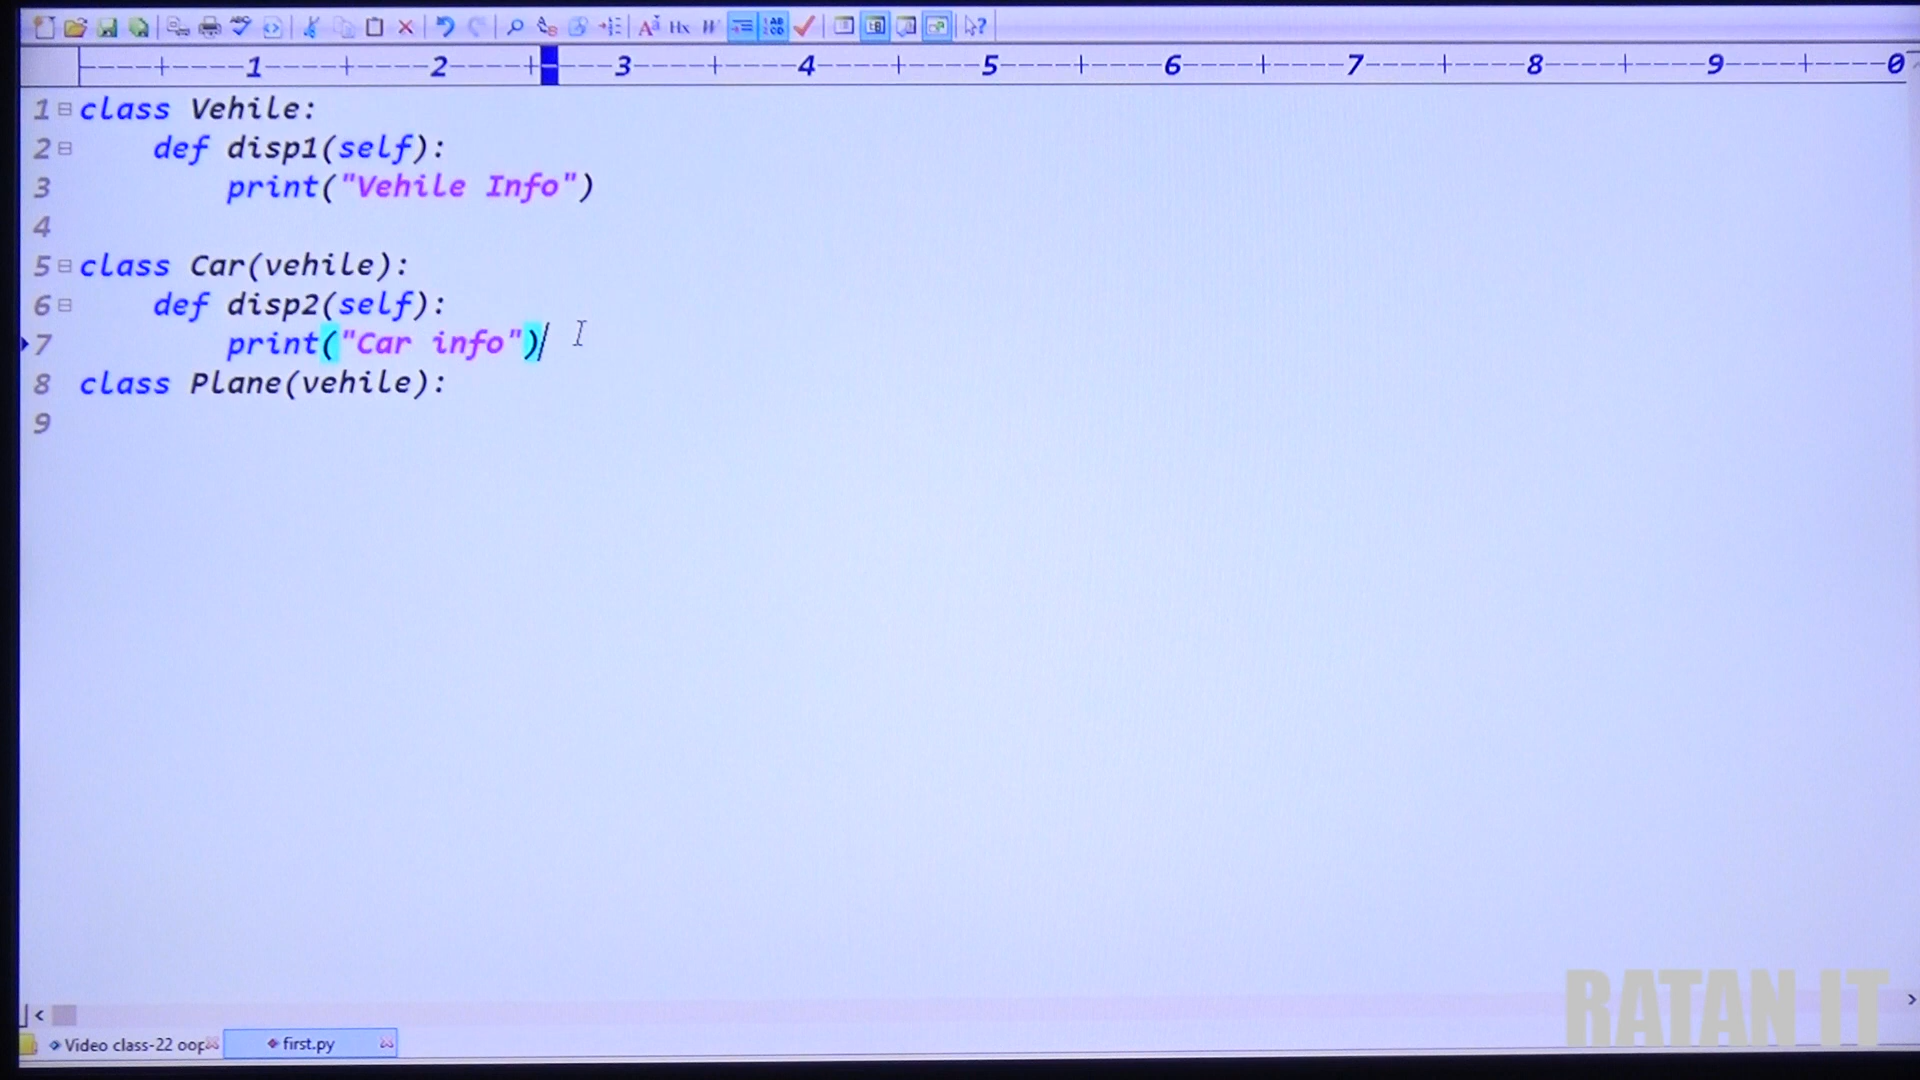 ----+----1----+----2----+----3----+----4----+----5----+----6----+----7----+----8----+----9----+----0
1 class Vehile:
2 def disp1(self):
3 print("Vehile Info")
4
5 class Car(vehile):
6 def disp2(self):
7 print("Car info")
8 class Plane(vehile):
9
Video class-22 oop
first.py
RATAN IT